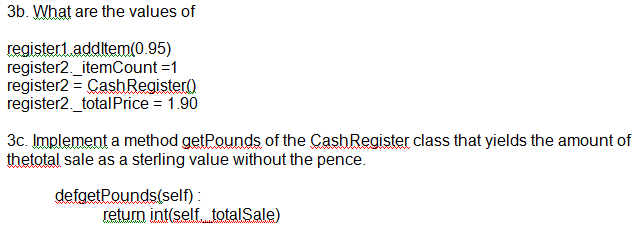 3b. What are the values of
register1.addItem(0.95)
register2._itemCount =1
register2 = CashRegister()
register2._totalPrice = 1.90
3c. Implement a method getPounds of the CashRegister class that yields the amount of
thetotal sale as a sterling value without the pence.
defgetPounds(self) :
return int(self._totalSale)